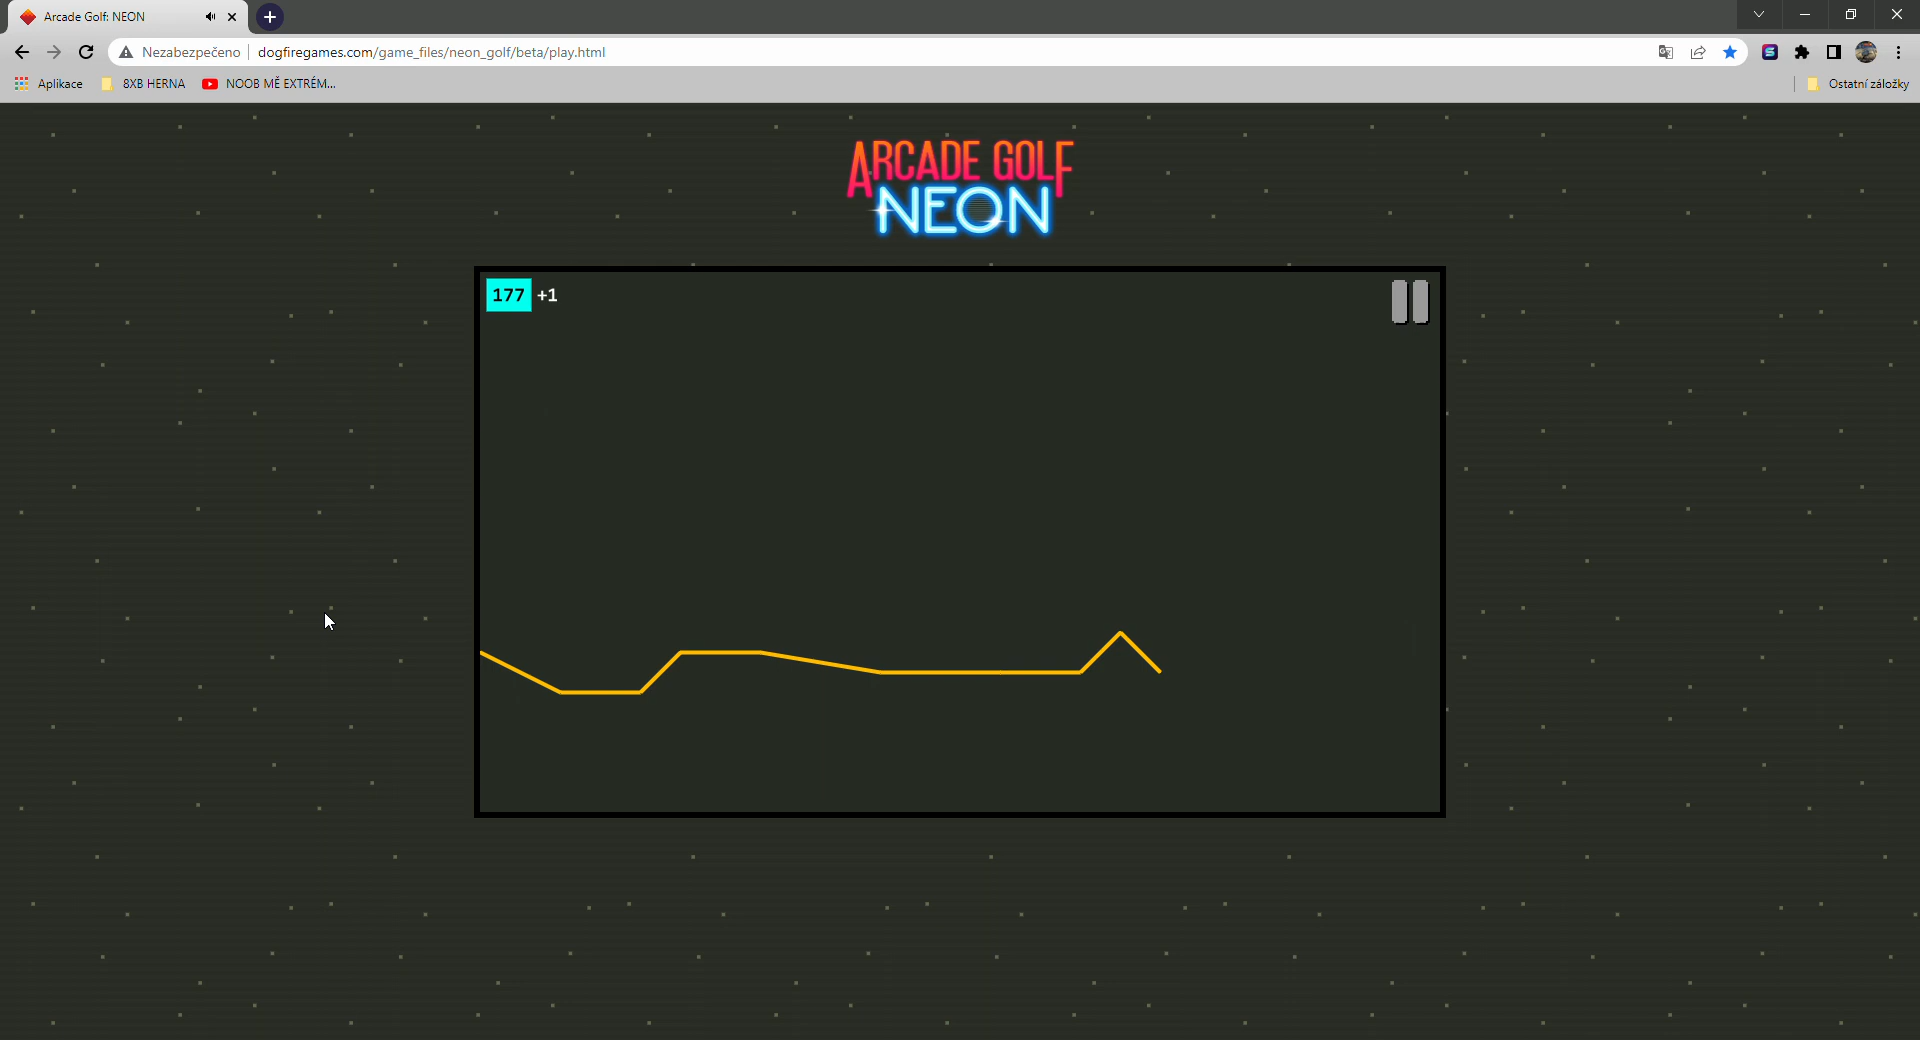 Arcade Golf: NEON
Nezabezpečeno dogfiregames.com/game_files/neon_golf/beta/play.html
Aplikace 8XB HERNA NOOB MĚ EXTRÉM... Ostatní záložky
ARCADE GOLF
NEON
177 +1